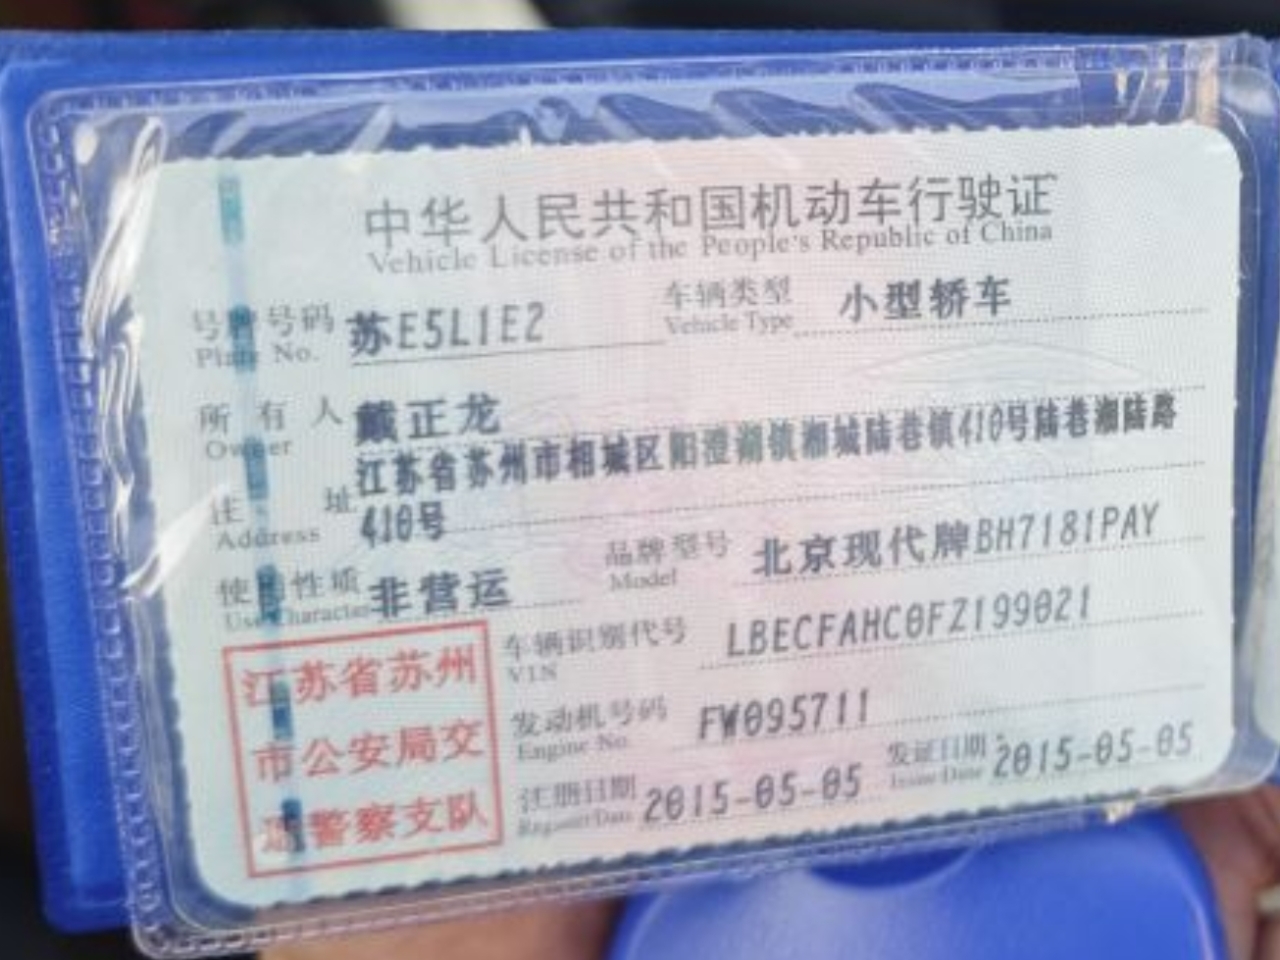 中华人民共和国机动车行驶证
Vehicle License of the People's Republic of China
号牌号码 苏E5L1E2 车辆类型 小型轿车
Plate No. Vehicle Type
所有人 戴正龙
Owner
住址 江苏省苏州市相城区阳澄湖镇湘城陆巷镇410号陆巷湘陆路
Address 410号
使用性质 非营运 品牌型号 北京现代牌BH7181PAY
Use Character Model
车辆识别代号 LBECFAHC0FZ199021
VIN
发动机号码 FW095711
Engine No.
注册日期 2015-05-05 发证日期 2015-05-05
Register Date Issue Date
江苏省苏州
市公安局交
通警察支队